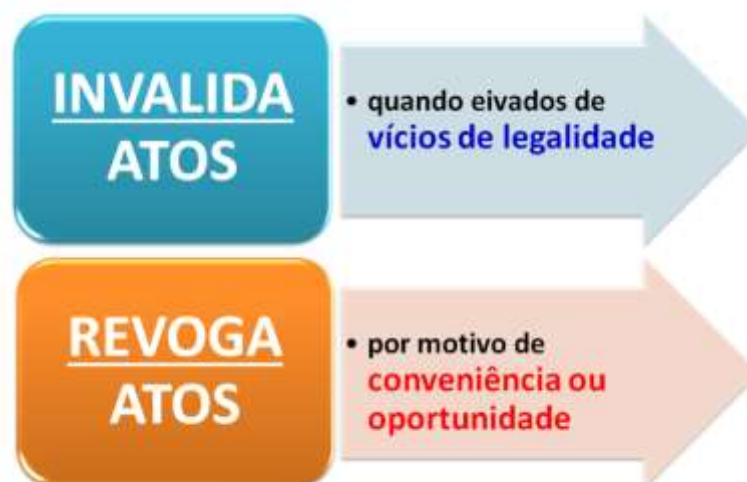 INVALIDA
ATOS
• quando eivados de
vícios de legalidade
REVOGA
ATOS
• por motivo de
conveniência ou
oportunidade